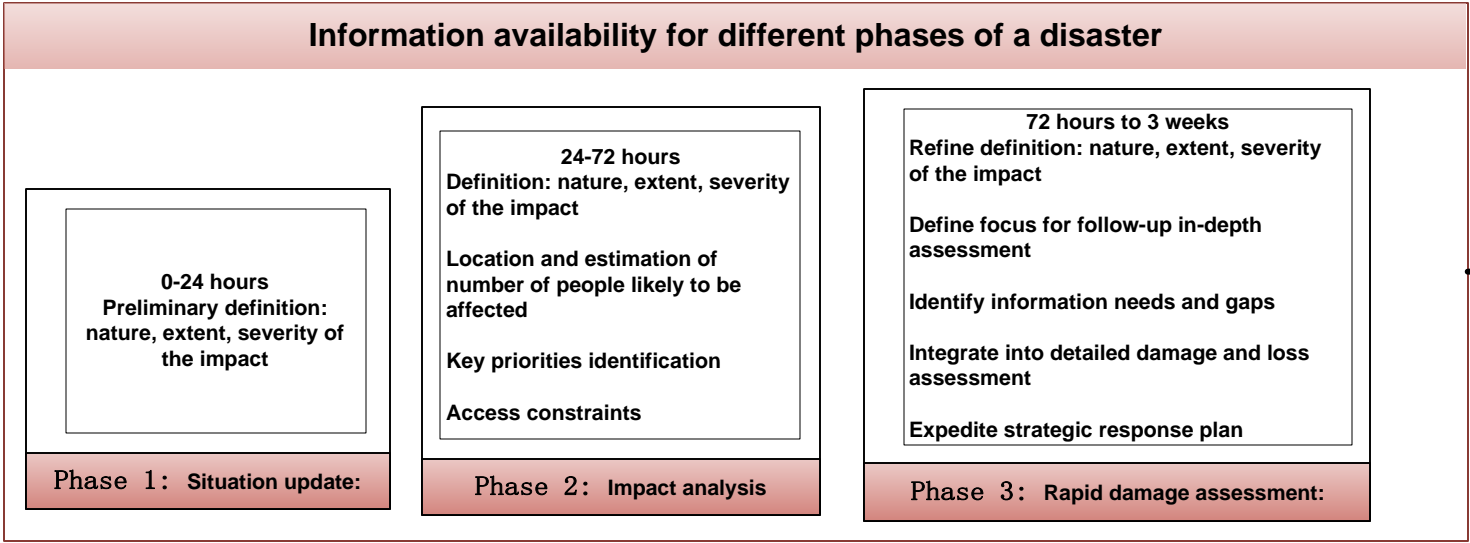 Information availability for different phases of a disaster
0-24 hours
Preliminary definition:
nature, extent, severity of
the impact
Phase 1: Situation update:
24-72 hours
Definition: nature, extent, severity
of the impact
Location and estimation of
number of people likely to be
affected
Key priorities identification
Access constraints
Phase 2: Impact analysis
72 hours to 3 weeks
Refine definition: nature, extent, severity
of the impact
Define focus for follow-up in-depth
assessment
Identify information needs and gaps
Integrate into detailed damage and loss
assessment
Expedite strategic response plan
Phase 3: Rapid damage assessment: